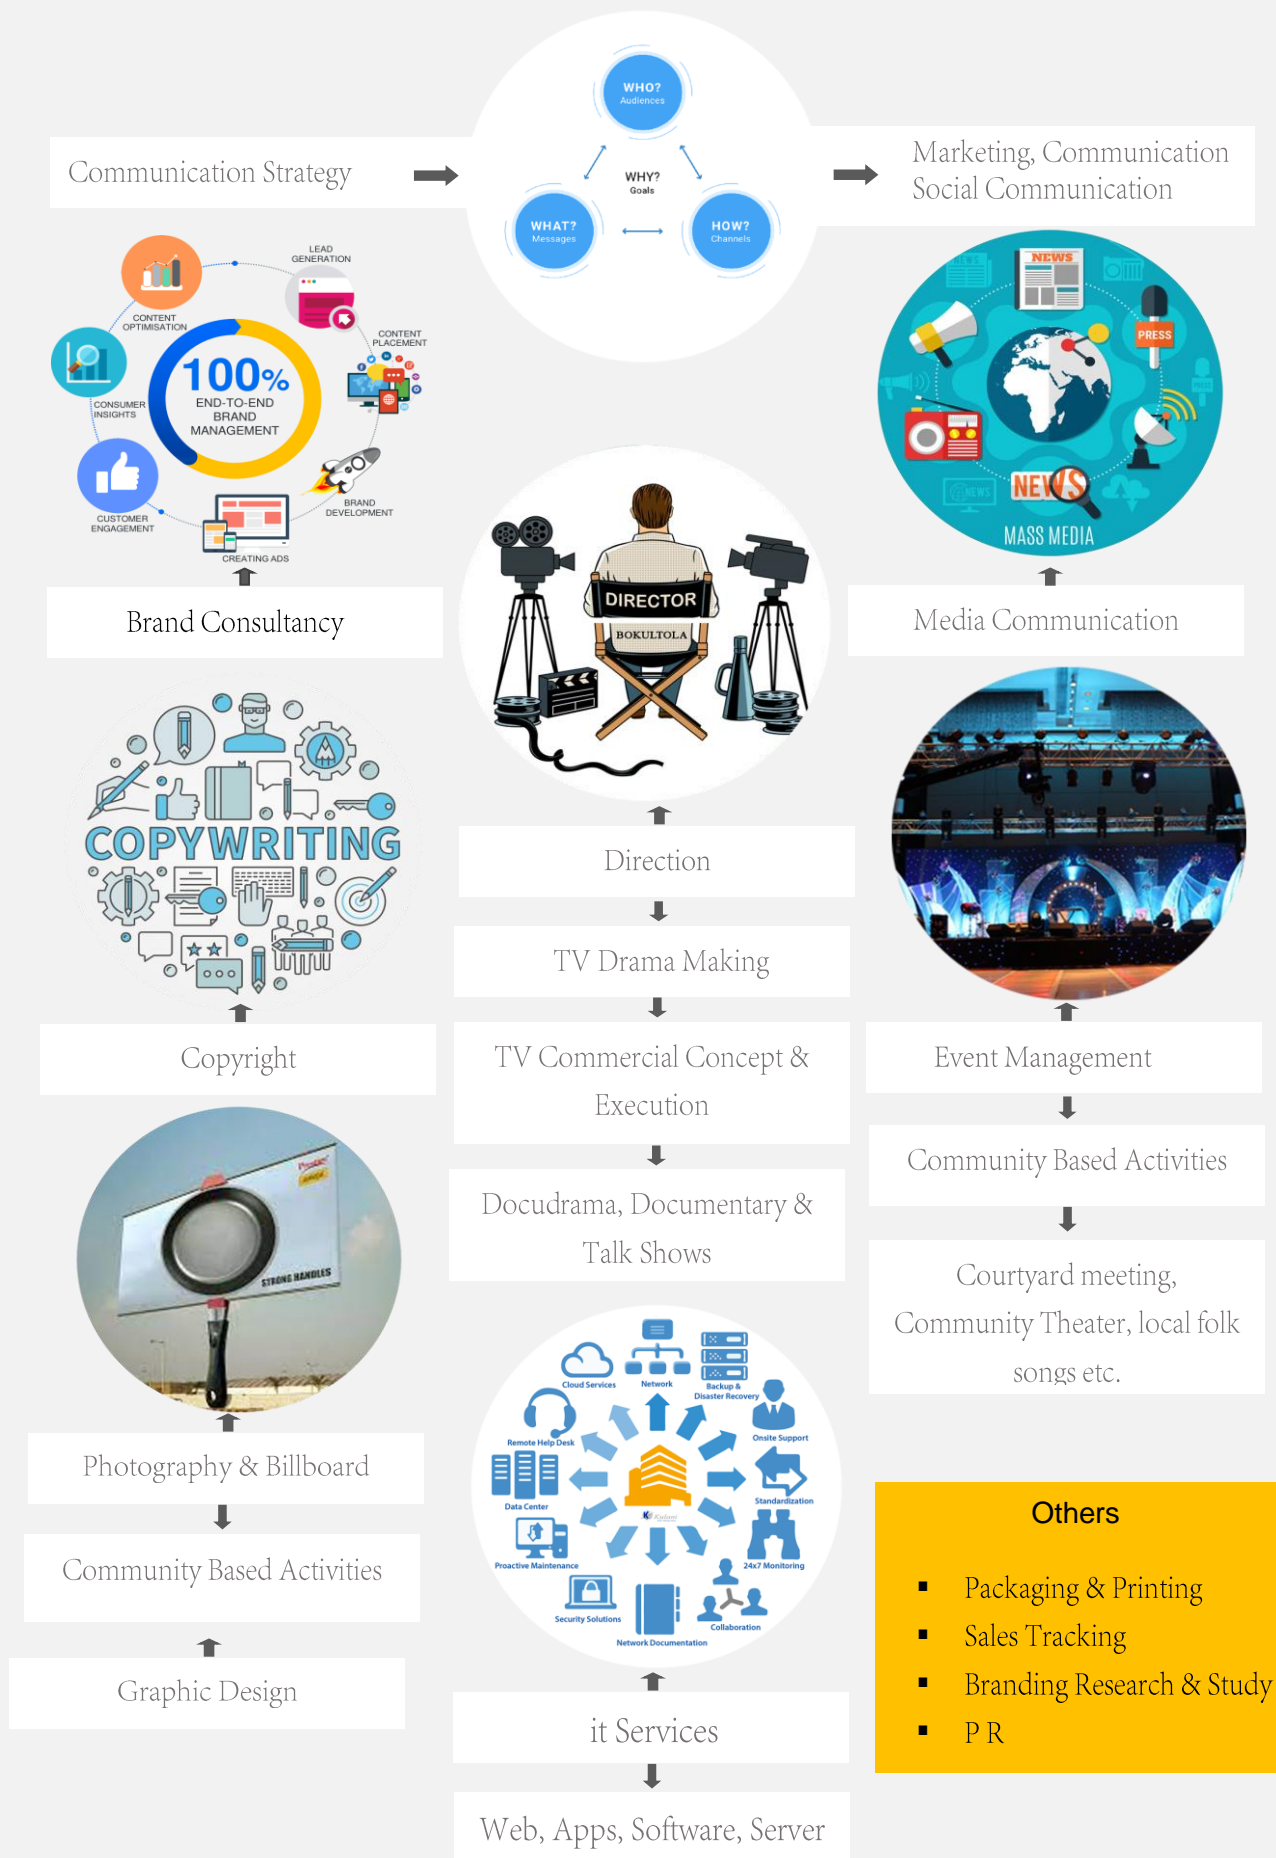 WHO?
Audiences
WHY?
Goals
WHAT?
Messages
HOW?
Channels
Communication Strategy
Marketing, Communication
Social Communication
LEAD
GENERATION
CONTENT
OPTIMISATION
CONTENT
PLACEMENT
100%
END-TO-END
BRAND
MANAGEMENT
CONSUMER
INSIGHTS
BRAND
DEVELOPMENT
CUSTOMER
ENGAGEMENT
CREATING ADS
NEWS
NEWS
PRESS
PRESS
NEWS
NEWS
MASS MEDIA
Brand Consultancy
DIRECTOR
BOKULTOLA
Media Communication
COPYWRITING
Direction
TV Drama Making
Copyright
TV Commercial Concept &
Execution
Event Management
Docudrama, Documentary &
Talk Shows
Community Based Activities
Courtyard meeting,
Community Theater, local folk
songs etc.
Prestige
STRONG HANDLES
Photography & Billboard
Community Based Activities
Graphic Design
Cloud Services
Network
Backup &
Disaster Recovery
Remote Help Desk
Onsite Support
Data Center
Standardization
Proactive Maintenance
24x7 Monitoring
Security Solutions
Collaboration
Network Documentation
it Services
Web, Apps, Software, Server
Others
▪ Packaging & Printing
▪ Sales Tracking
▪ Branding Research & Study
▪ P R